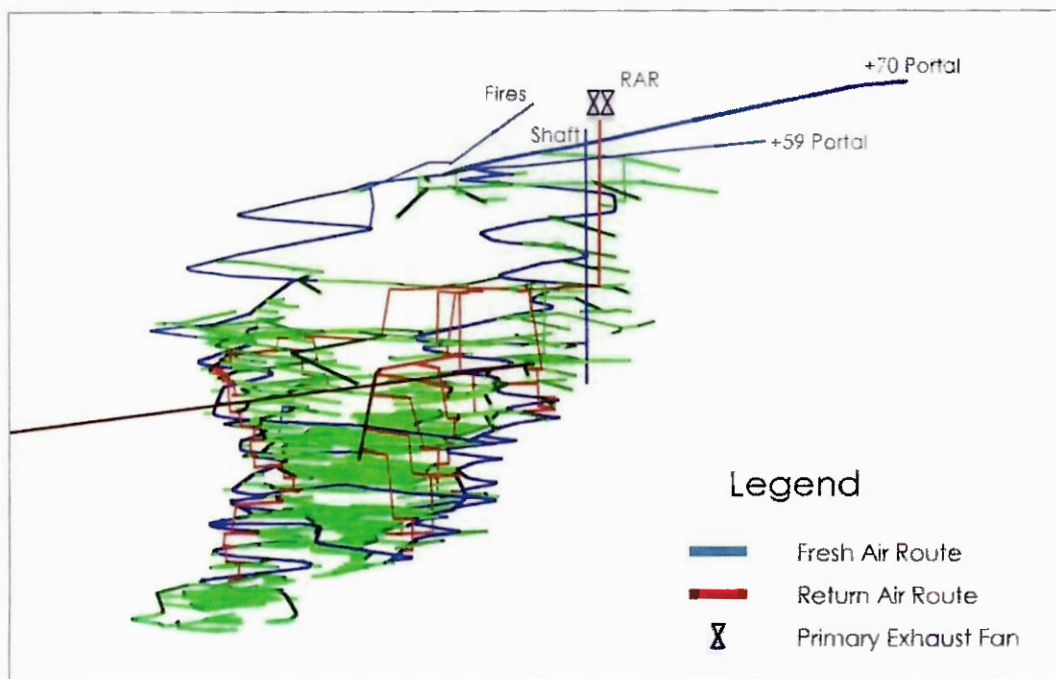 +70 Portal
RAR
Fires
Shaft
+59 Portal
Legend
Fresh Air Route
Return Air Route
Primary Exhaust Fan